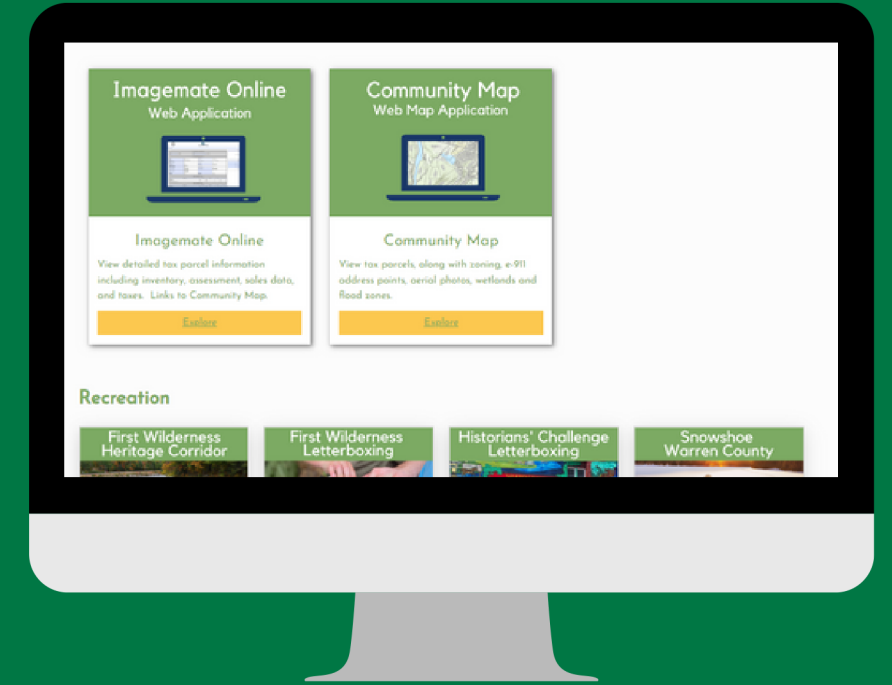 Imagemate Online
Web Application
Imagemate Online
View detailed tax parcel information
including inventory, assessment, sales data,
and taxes. Links to Community Map.
Explore
Community Map
Web Map Application
Community Map
View tax parcels, along with zoning, e-911
address points, aerial photos, wetlands and
flood zones.
Explore
Recreation
First Wilderness
Heritage Corridor
First Wilderness
Letterboxing
Historians' Challenge
Letterboxing
Snowshoe
Warren County